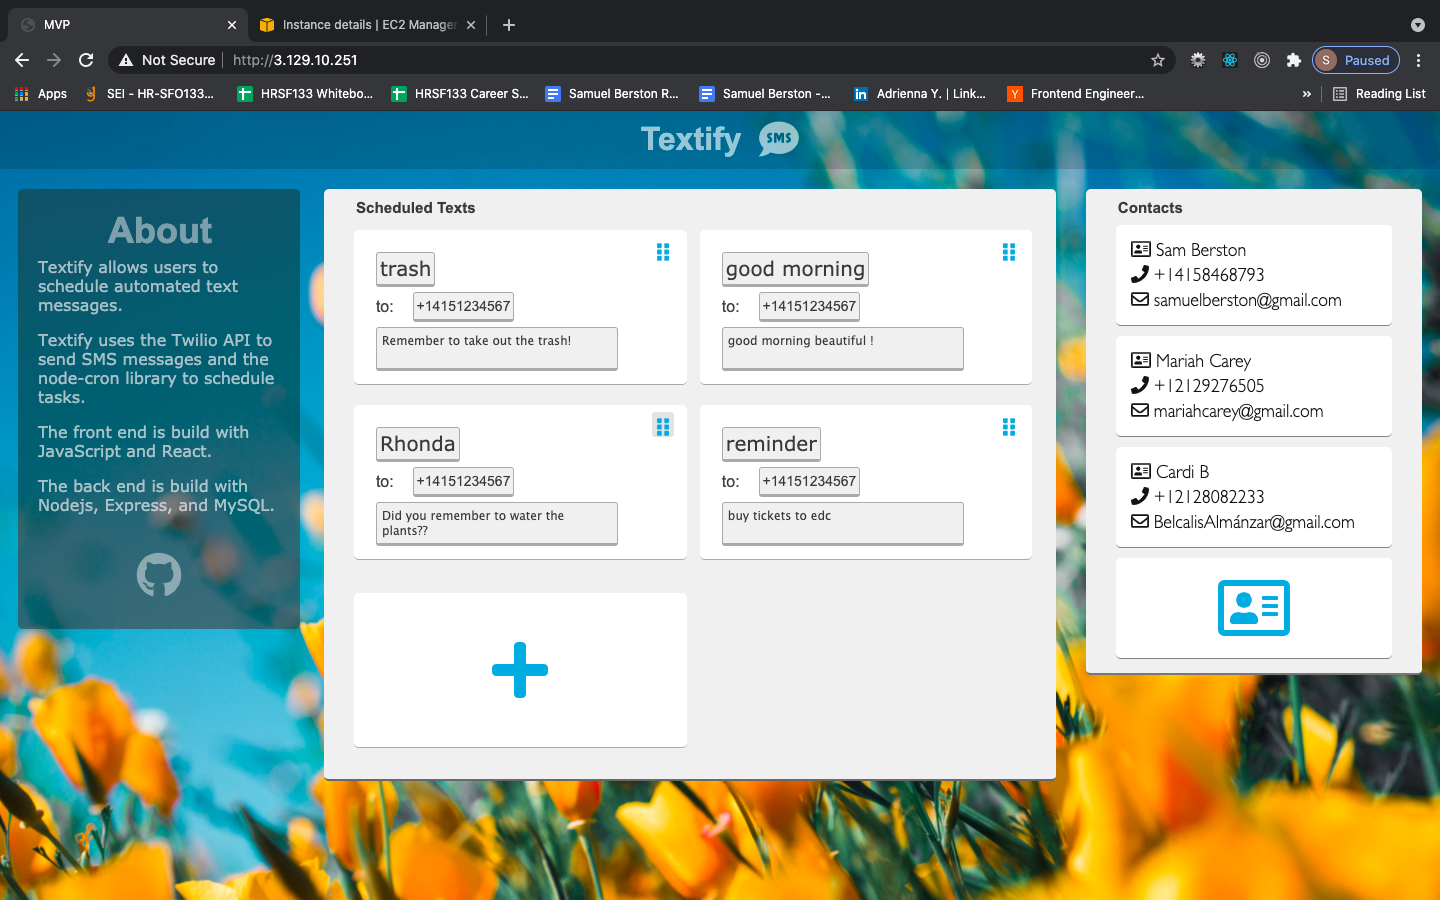 MVP
Instance details | EC2 Manager
Not Secure
http://3.129.10.251
Paused
S
Apps
SEI - HR-SFO133...
HRSF133 Whitebo...
HRSF133 Career S...
Samuel Berston R...
Samuel Berston -...
in
Adrienna Y. | Link...
Y
Frontend Engineer...
»
Reading List
Textify
SMS
About
Textify allows users to
schedule automated text
messages.
Textify uses the Twilio API to
send SMS messages and the
node-cron library to schedule
tasks.
The front end is build with
JavaScript and React.
The back end is build with
Nodejs, Express, and MySQL.
Scheduled Texts
trash
to: +14151234567
Remember to take out the trash!
good morning
to: +14151234567
good morning beautiful !
Rhonda
to: +14151234567
Did you remember to water the
plants??
reminder
to: +14151234567
buy tickets to edc
Contacts
Sam Berston
+14158468793
samuelberston@gmail.com
Mariah Carey
+12129276505
mariahcarey@gmail.com
Cardi B
+12128082233
BelcalisAlmánzar@gmail.com